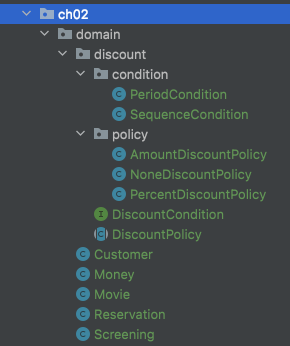 ch02
domain
discount
condition
C PeriodCondition
C SequenceCondition
policy
C AmountDiscountPolicy
C NoneDiscountPolicy
C PercentDiscountPolicy
I DiscountCondition
C DiscountPolicy
C Customer
C Money
C Movie
C Reservation
C Screening